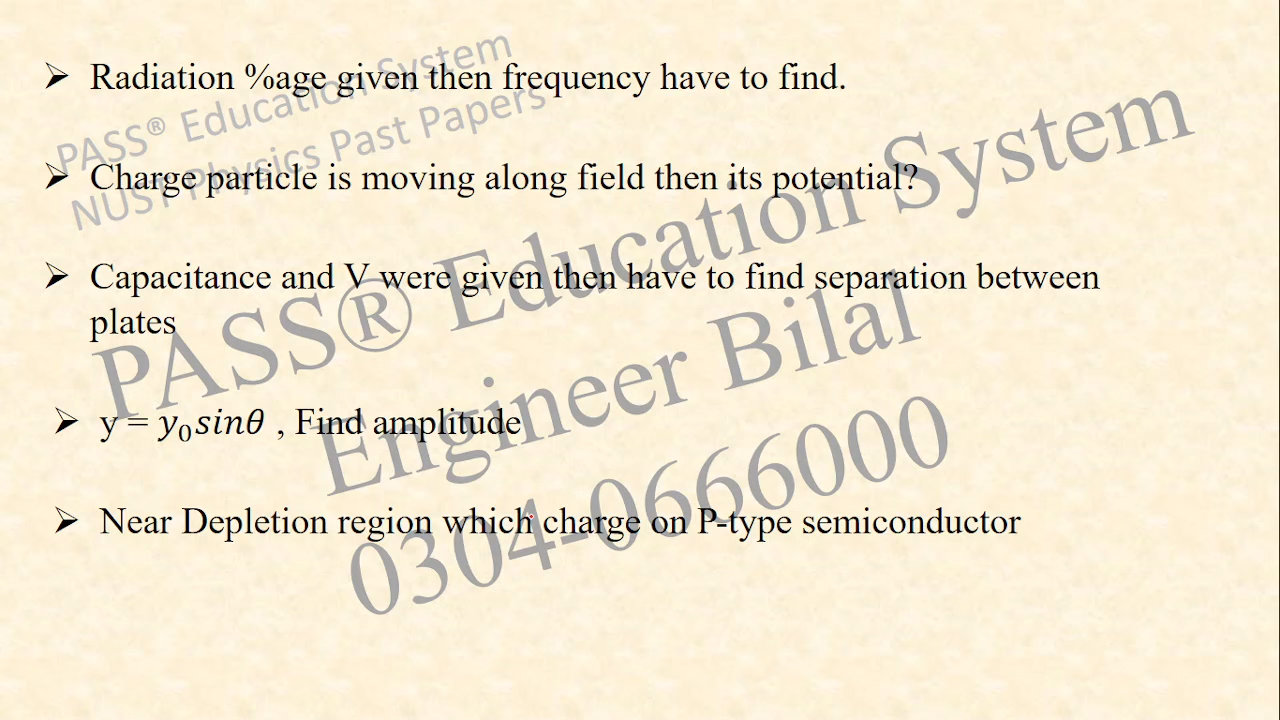 ➢ Radiation %age given then frequency have to find.
PASS® Education System
NUST Physics Past Papers
➢ Charge particle is moving along field then its potential?
➢ Capacitance and V were given then have to find separation between
plates
PASS® Education System
Engineer Bilal
0304-0666000
➢ y = y₀sinθ , Find amplitude
➢ Near Depletion region which charge on P-type semiconductor